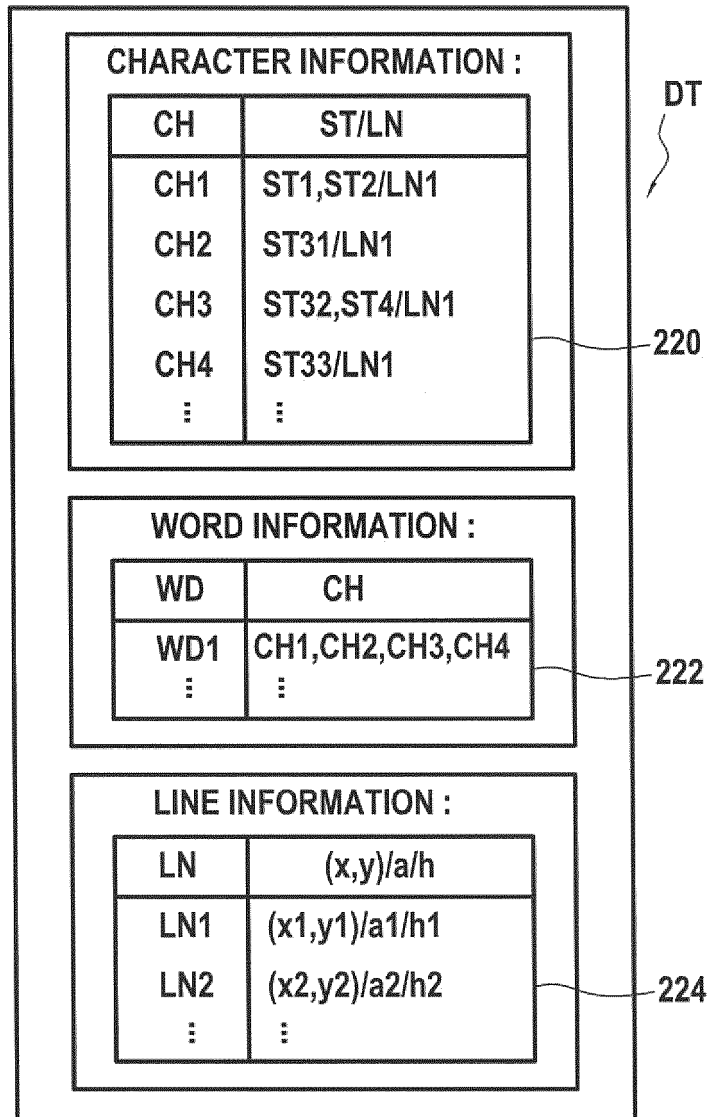 CHARACTER INFORMATION :
DT
CH ST/LN
CH1 ST1,ST2/LN1
CH2 ST31/LN1
CH3 ST32,ST4/LN1
220
CH4 ST33/LN1
⋮ ⋮
WORD INFORMATION :
WD CH
WD1 CH1,CH2,CH3,CH4
222
⋮ ⋮
LINE INFORMATION :
LN (x,y)/a/h
LN1 (x1,y1)/a1/h1
LN2 (x2,y2)/a2/h2
224
⋮ ⋮